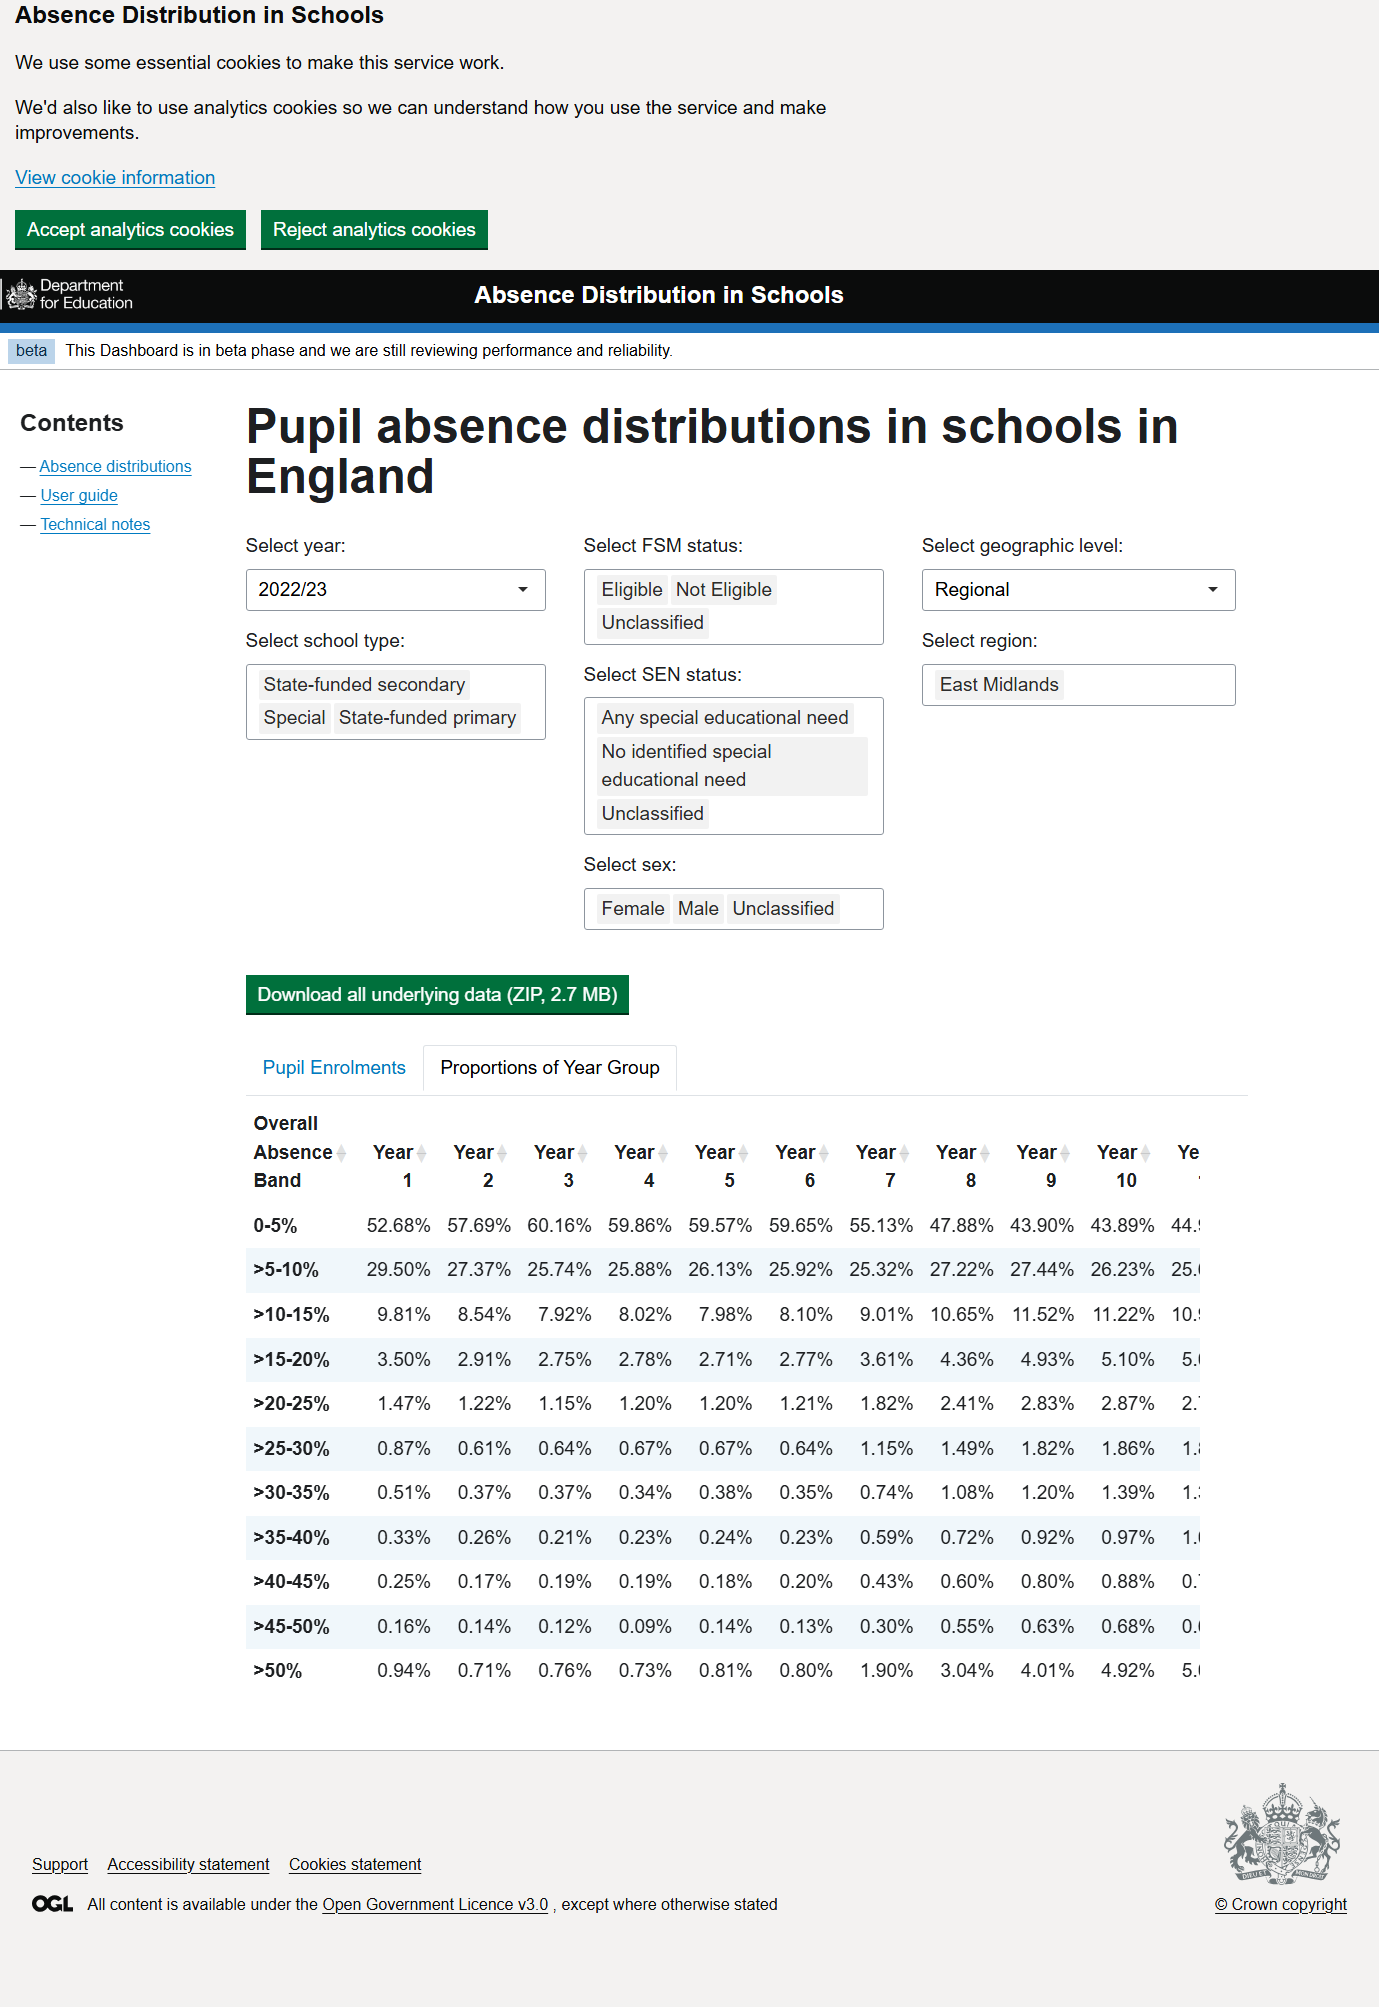 Absence Distribution in Schools
We use some essential cookies to make this service work.
We'd also like to use analytics cookies so we can understand how you use the service and make
improvements.
View cookie information
Accept analytics cookies Reject analytics cookies
Department
for Education
Absence Distribution in Schools
beta This Dashboard is in beta phase and we are still reviewing performance and reliability.
Contents
— Absence distributions
— User guide
— Technical notes
Pupil absence distributions in schools in
England
Select year:
2022/23
Select school type:
State-funded secondary
Special State-funded primary
Select FSM status:
Eligible Not Eligible
Unclassified
Select SEN status:
Any special educational need
No identified special
educational need
Unclassified
Select sex:
Female Male Unclassified
Select geographic level:
Regional
Select region:
East Midlands
Download all underlying data (ZIP, 2.7 MB)
Pupil Enrolments Proportions of Year Group
Overall
Absence Year Year Year Year Year Year Year Year Year Year Ye
Band 1 2 3 4 5 6 7 8 9 10
0-5% 52.68% 57.69% 60.16% 59.86% 59.57% 59.65% 55.13% 47.88% 43.90% 43.89% 44.
>5-10% 29.50% 27.37% 25.74% 25.88% 26.13% 25.92% 25.32% 27.22% 27.44% 26.23% 25.
>10-15% 9.81% 8.54% 7.92% 8.02% 7.98% 8.10% 9.01% 10.65% 11.52% 11.22% 10.
>15-20% 3.50% 2.91% 2.75% 2.78% 2.71% 2.77% 3.61% 4.36% 4.93% 5.10% 5.
>20-25% 1.47% 1.22% 1.15% 1.20% 1.20% 1.21% 1.82% 2.41% 2.83% 2.87% 2.
>25-30% 0.87% 0.61% 0.64% 0.67% 0.67% 0.64% 1.15% 1.49% 1.82% 1.86% 1.
>30-35% 0.51% 0.37% 0.37% 0.34% 0.38% 0.35% 0.74% 1.08% 1.20% 1.39% 1.
>35-40% 0.33% 0.26% 0.21% 0.23% 0.24% 0.23% 0.59% 0.72% 0.92% 0.97% 1.
>40-45% 0.25% 0.17% 0.19% 0.19% 0.18% 0.20% 0.43% 0.60% 0.80% 0.88% 0.
>45-50% 0.16% 0.14% 0.12% 0.09% 0.14% 0.13% 0.30% 0.55% 0.63% 0.68% 0.
>50% 0.94% 0.71% 0.76% 0.73% 0.81% 0.80% 1.90% 3.04% 4.01% 4.92% 5.
Support Accessibility statement Cookies statement
OGL All content is available under the Open Government Licence v3.0 , except where otherwise stated
© Crown copyright